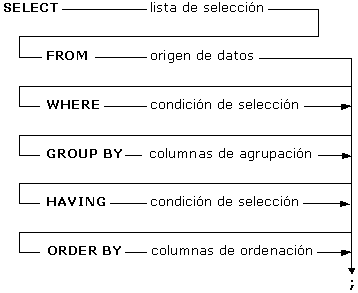 SELECT lista de selección
FROM origen de datos
WHERE condición de selección
GROUP BY columnas de agrupación
HAVING condición de selección
ORDER BY columnas de ordenación
;